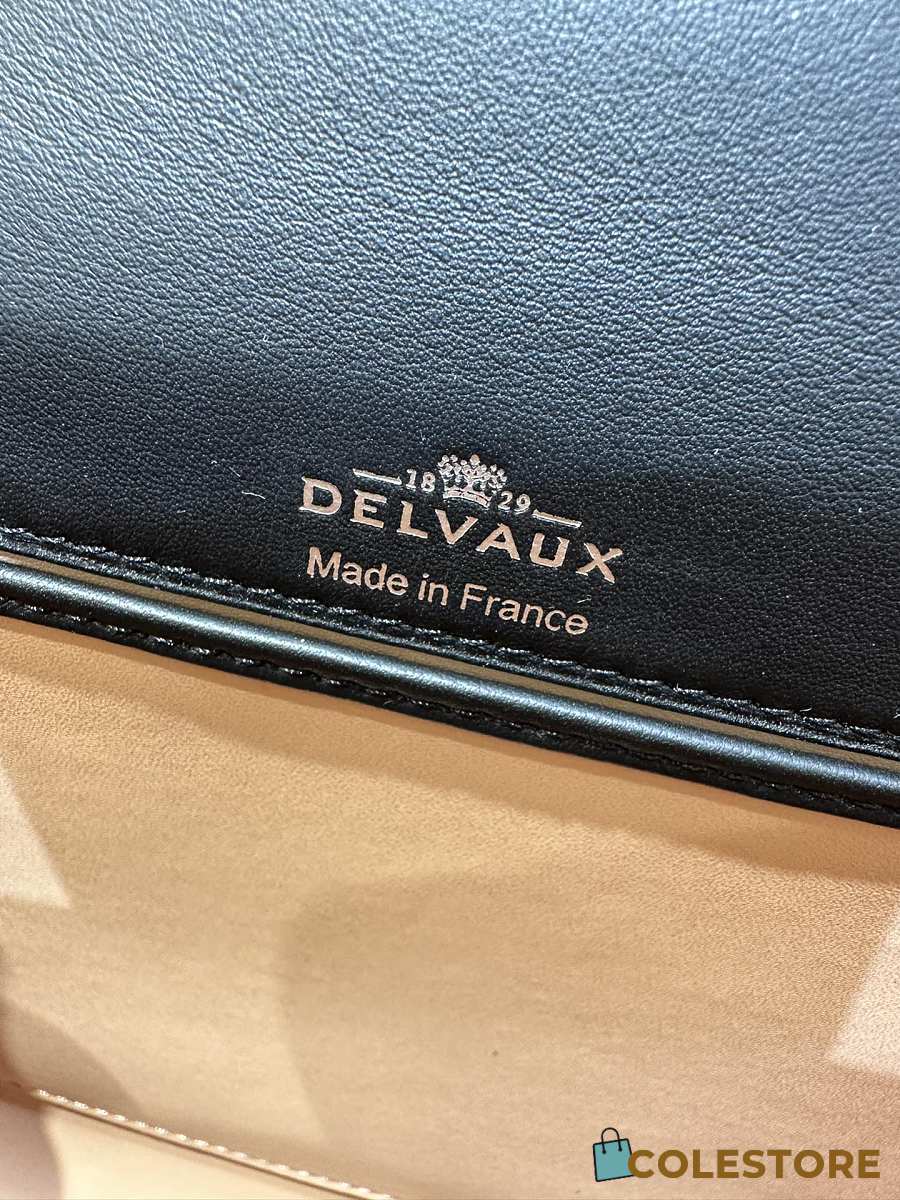 18 29
DELVAUX
Made in France
COLESTORE